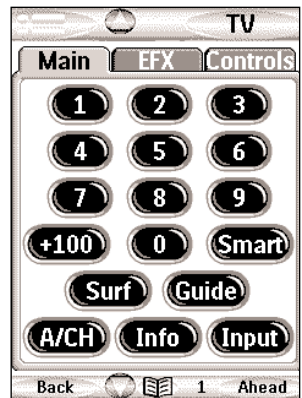 TV
Main EFX Controls
1 2 3
4 5 6
7 8 9
+100 0 Smart
Surf Guide
A/CH Info Input
Back 1 Ahead